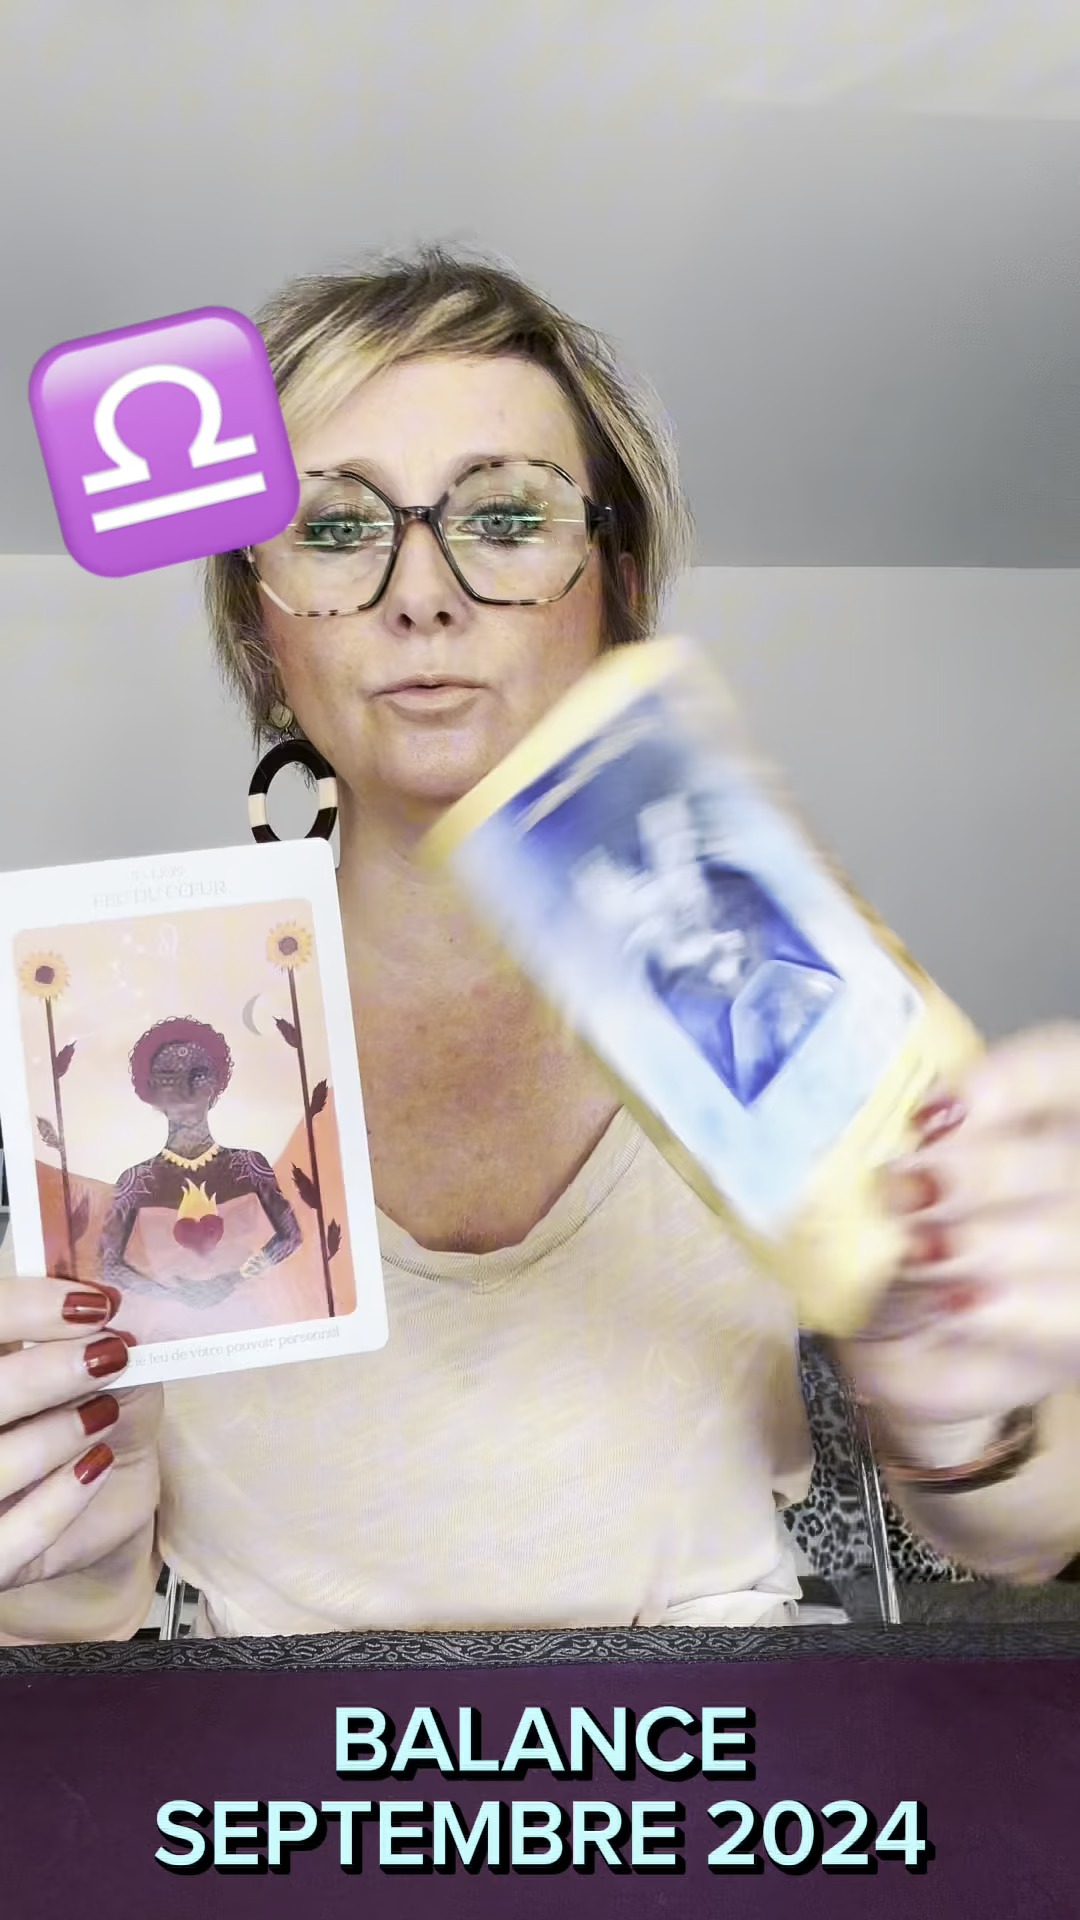 FEU DU CŒUR
le feu de votre pouvoir personnel
BALANCE
SEPTEMBRE 2024